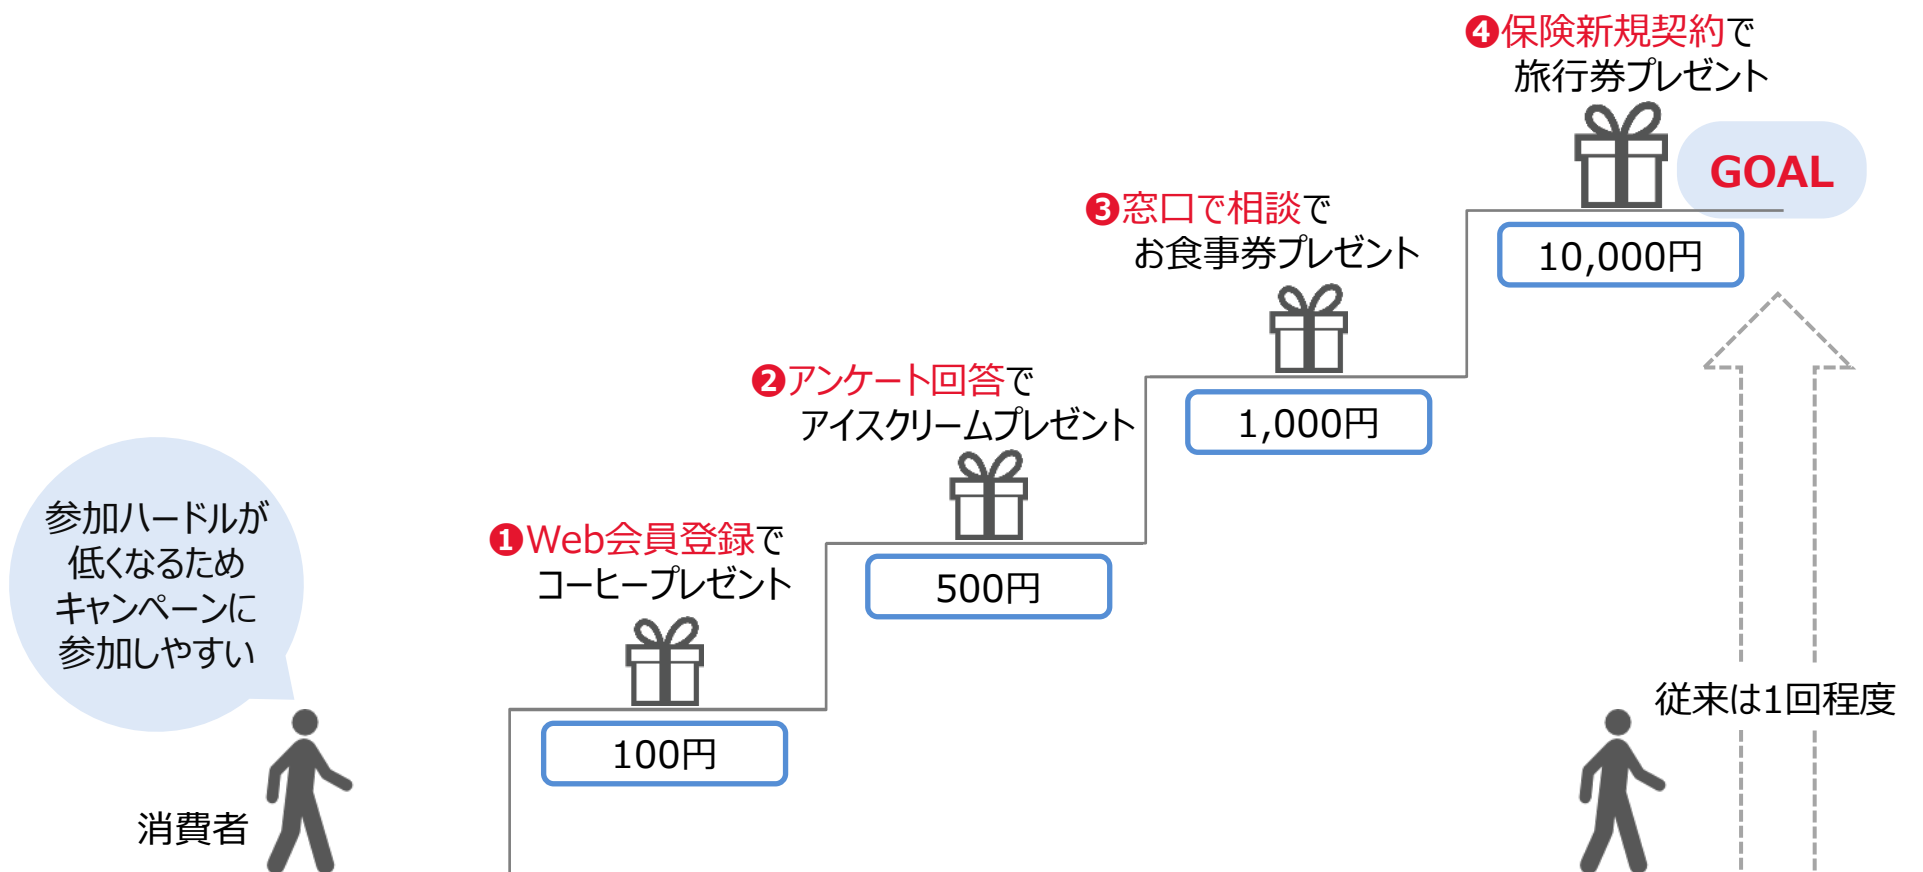 ❹保険新規契約で
旅行券プレゼント
GOAL
10,000円
❸窓口で相談で
お食事券プレゼント
1,000円
❷アンケート回答で
アイスクリームプレゼント
500円
❶Web会員登録で
コーヒープレゼント
100円
参加ハードルが
低くなるため
キャンペーンに
参加しやすい
消費者
従来は1回程度